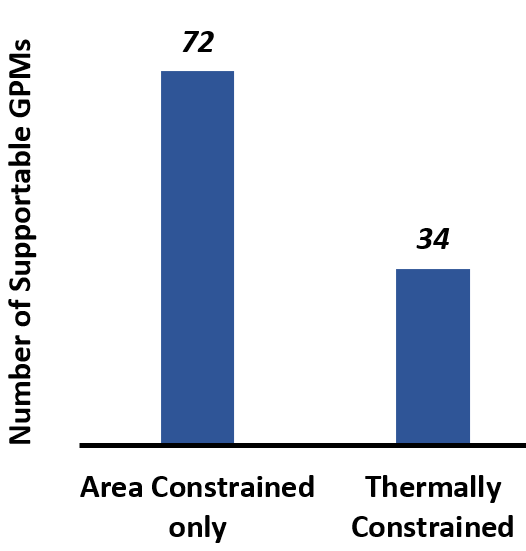 Number of Supportable GPMs
72
34
Area Constrained
only
Thermally
Constrained